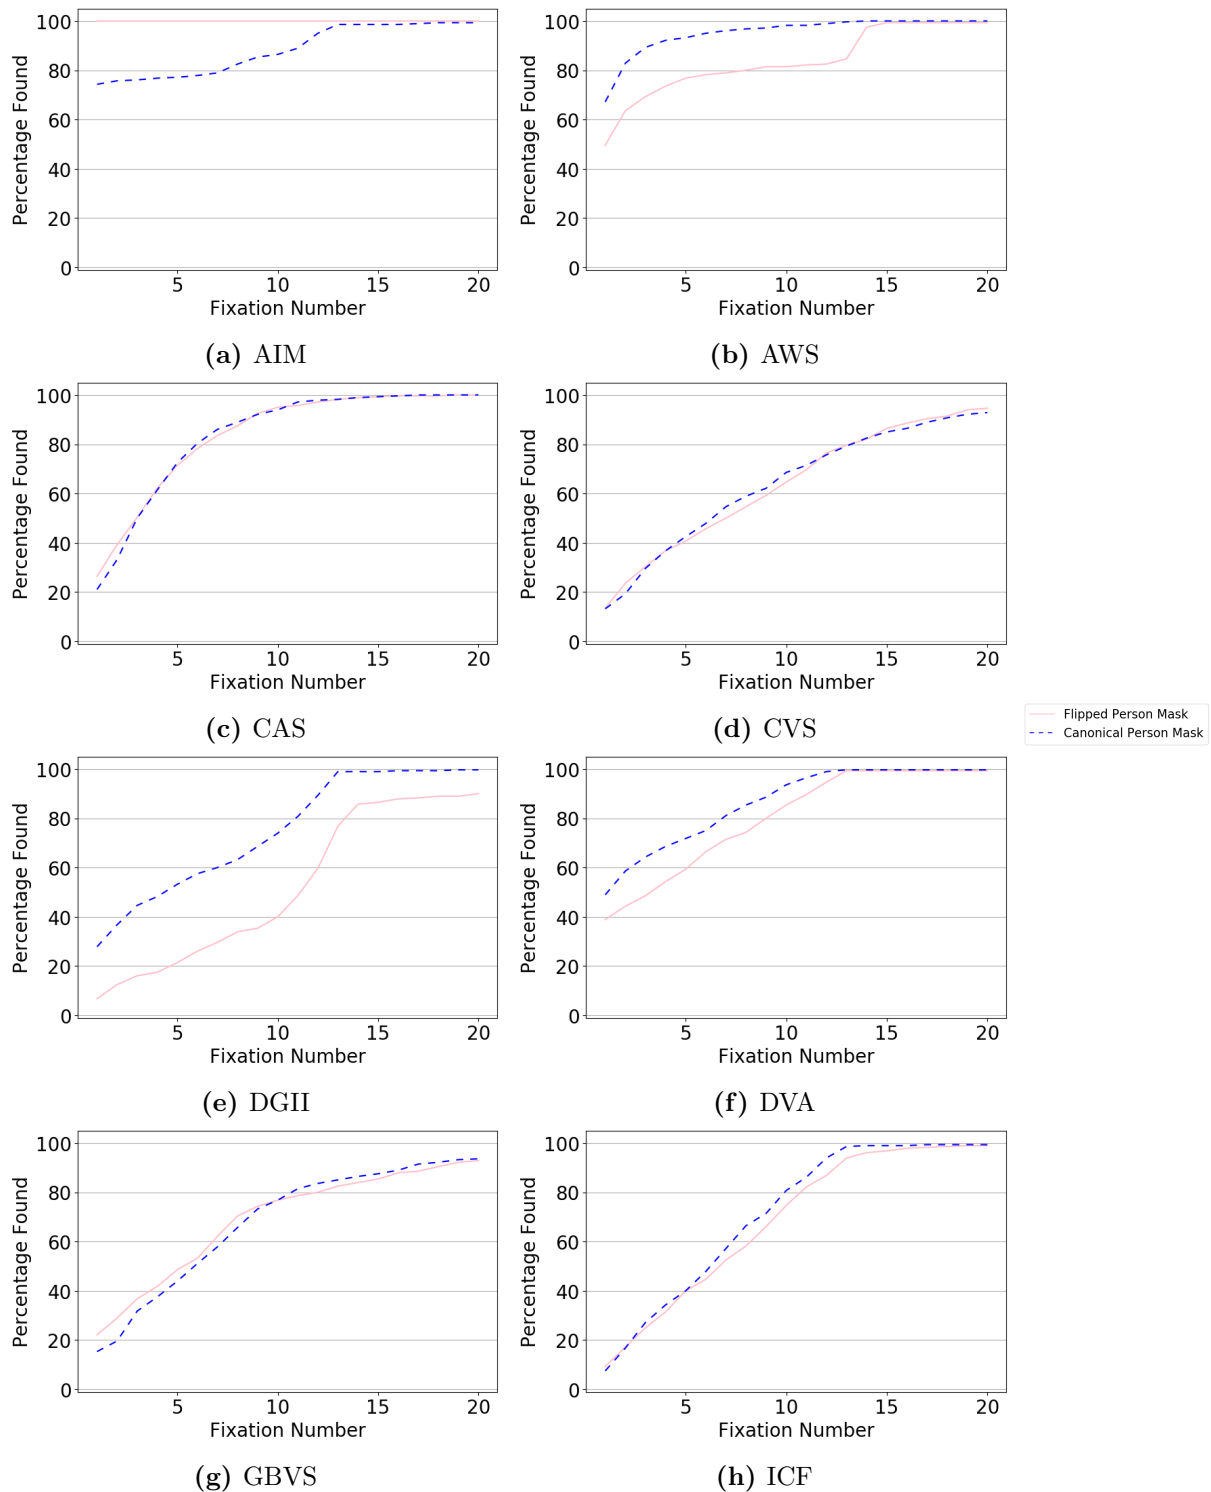 100
80
60
40
20
0
Percentage Found
5 10 15 20
Fixation Number
(a) AIM
100
80
60
40
20
0
Percentage Found
5 10 15 20
Fixation Number
(b) AWS
100
80
60
40
20
0
Percentage Found
5 10 15 20
Fixation Number
(c) CAS
100
80
60
40
20
0
Percentage Found
5 10 15 20
Fixation Number
(d) CVS
Flipped Person Mask
Canonical Person Mask
100
80
60
40
20
0
Percentage Found
5 10 15 20
Fixation Number
(e) DGII
100
80
60
40
20
0
Percentage Found
5 10 15 20
Fixation Number
(f) DVA
100
80
60
40
20
0
Percentage Found
5 10 15 20
Fixation Number
(g) GBVS
100
80
60
40
20
0
Percentage Found
5 10 15 20
Fixation Number
(h) ICF